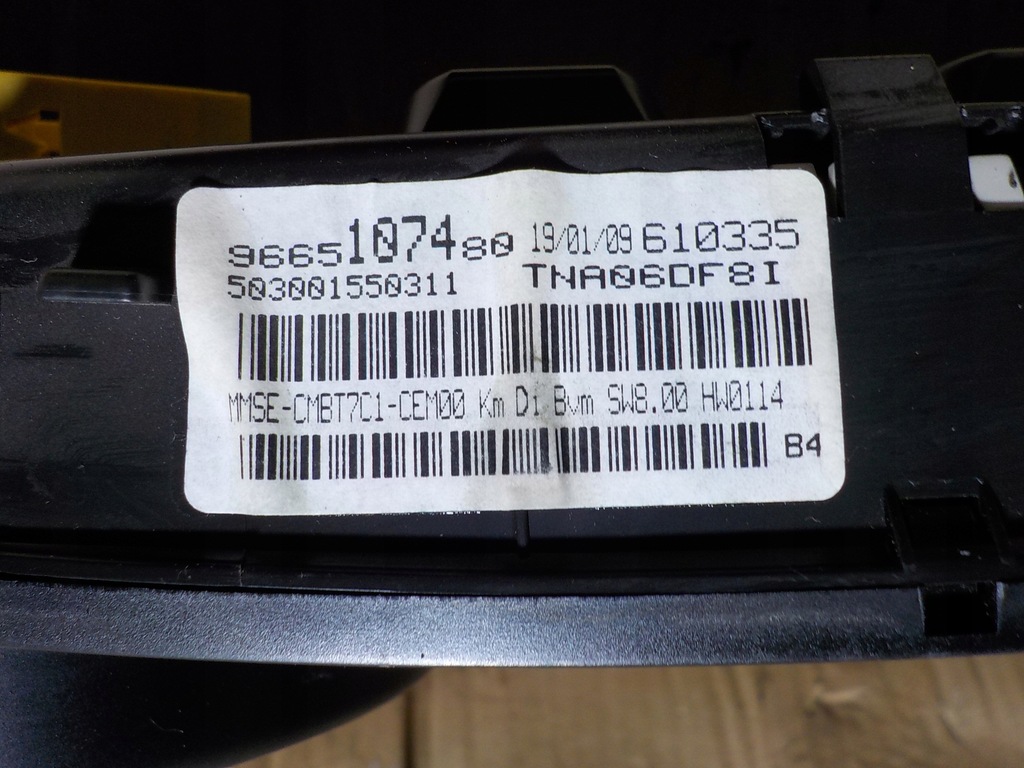 9665107480 19/01/09 610335
503001550311 TNA06DF8I
MMSE-CMBT7C1-CEM00 Km Di Bvm SW8.00 HW0114
B4